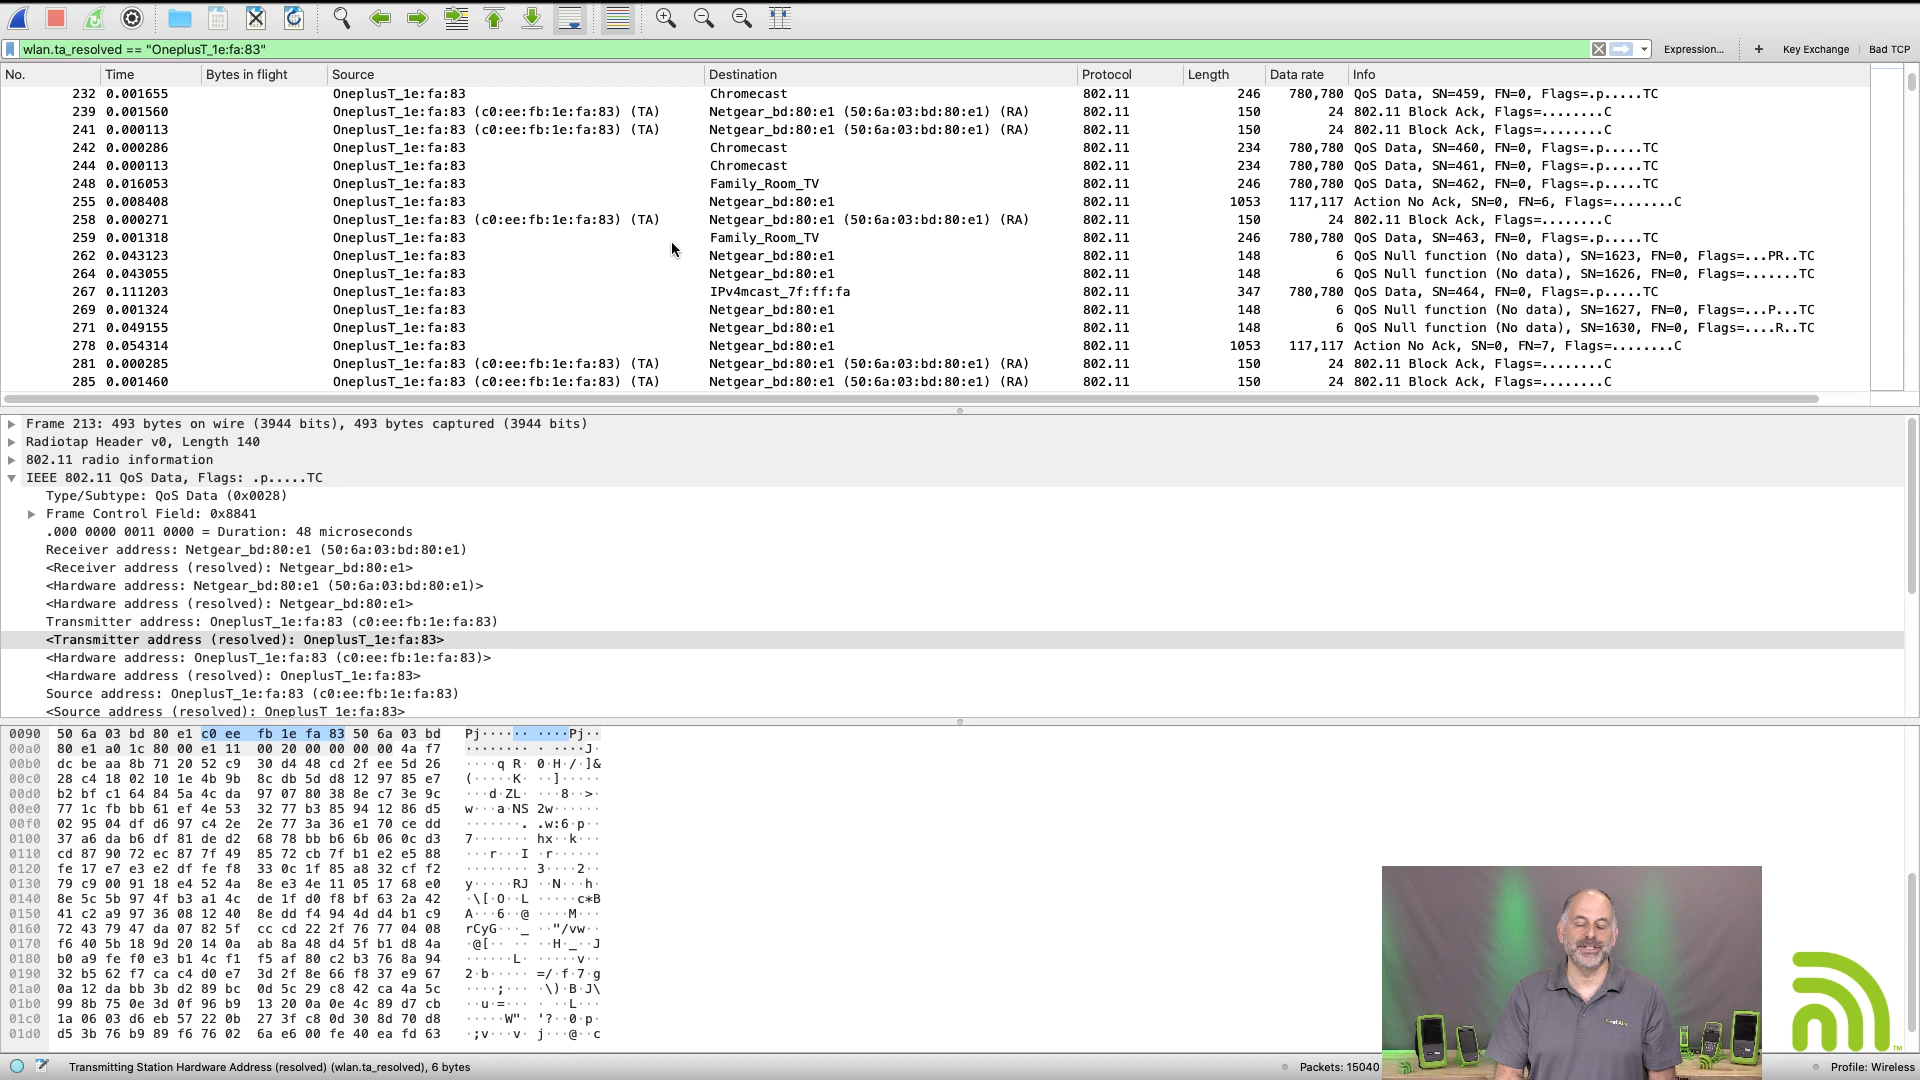 wlan.ta_resolved == "OneplusT_1e:fa:83"
Expression...
+
Key Exchange
Bad TCP
No. Time Bytes in flight Source Destination Protocol Length Data rate Info
232 0.001655 OneplusT_1e:fa:83 Chromecast 802.11 246 780,780 QoS Data, SN=459, FN=0, Flags=.p.....TC
239 0.001560 OneplusT_1e:fa:83 (c0:ee:fb:1e:fa:83) (TA) Netgear_bd:80:e1 (50:6a:03:bd:80:e1) (RA) 802.11 150 24 802.11 Block Ack, Flags=........C
241 0.000113 OneplusT_1e:fa:83 (c0:ee:fb:1e:fa:83) (TA) Netgear_bd:80:e1 (50:6a:03:bd:80:e1) (RA) 802.11 150 24 802.11 Block Ack, Flags=........C
242 0.000286 OneplusT_1e:fa:83 Chromecast 802.11 234 780,780 QoS Data, SN=460, FN=0, Flags=.p.....TC
244 0.000113 OneplusT_1e:fa:83 Chromecast 802.11 234 780,780 QoS Data, SN=461, FN=0, Flags=.p.....TC
248 0.016053 OneplusT_1e:fa:83 Family_Room_TV 802.11 246 780,780 QoS Data, SN=462, FN=0, Flags=.p.....TC
255 0.008408 OneplusT_1e:fa:83 Netgear_bd:80:e1 802.11 1053 117,117 Action No Ack, SN=0, FN=6, Flags=........C
258 0.000271 OneplusT_1e:fa:83 (c0:ee:fb:1e:fa:83) (TA) Netgear_bd:80:e1 (50:6a:03:bd:80:e1) (RA) 802.11 150 24 802.11 Block Ack, Flags=........C
259 0.001318 OneplusT_1e:fa:83 Family_Room_TV 802.11 246 780,780 QoS Data, SN=463, FN=0, Flags=.p.....TC
262 0.043123 OneplusT_1e:fa:83 Netgear_bd:80:e1 802.11 148 6 QoS Null function (No data), SN=1623, FN=0, Flags=...PR..TC
264 0.043055 OneplusT_1e:fa:83 Netgear_bd:80:e1 802.11 148 6 QoS Null function (No data), SN=1626, FN=0, Flags=.......TC
267 0.111203 OneplusT_1e:fa:83 IPv4mcast_7f:ff:fa 802.11 347 780,780 QoS Data, SN=464, FN=0, Flags=.p.....TC
269 0.001324 OneplusT_1e:fa:83 Netgear_bd:80:e1 802.11 148 6 QoS Null function (No data), SN=1627, FN=0, Flags=...P...TC
271 0.049155 OneplusT_1e:fa:83 Netgear_bd:80:e1 802.11 148 6 QoS Null function (No data), SN=1630, FN=0, Flags=....R..TC
278 0.054314 OneplusT_1e:fa:83 Netgear_bd:80:e1 802.11 1053 117,117 Action No Ack, SN=0, FN=7, Flags=........C
281 0.000285 OneplusT_1e:fa:83 (c0:ee:fb:1e:fa:83) (TA) Netgear_bd:80:e1 (50:6a:03:bd:80:e1) (RA) 802.11 150 24 802.11 Block Ack, Flags=........C
285 0.001460 OneplusT_1e:fa:83 (c0:ee:fb:1e:fa:83) (TA) Netgear_bd:80:e1 (50:6a:03:bd:80:e1) (RA) 802.11 150 24 802.11 Block Ack, Flags=........C
Frame 213: 493 bytes on wire (3944 bits), 493 bytes captured (3944 bits)
Radiotap Header v0, Length 140
802.11 radio information
IEEE 802.11 QoS Data, Flags: .p.....TC
Type/Subtype: QoS Data (0x0028)
Frame Control Field: 0x8841
.000 0000 0011 0000 = Duration: 48 microseconds
Receiver address: Netgear_bd:80:e1 (50:6a:03:bd:80:e1)
<Receiver address (resolved): Netgear_bd:80:e1>
<Hardware address: Netgear_bd:80:e1 (50:6a:03:bd:80:e1)>
<Hardware address (resolved): Netgear_bd:80:e1>
Transmitter address: OneplusT_1e:fa:83 (c0:ee:fb:1e:fa:83)
<Transmitter address (resolved): OneplusT_1e:fa:83>
<Hardware address: OneplusT_1e:fa:83 (c0:ee:fb:1e:fa:83)>
<Hardware address (resolved): OneplusT_1e:fa:83>
Source address: OneplusT_1e:fa:83 (c0:ee:fb:1e:fa:83)
<Source address (resolved): OneplusT 1e:fa:83>
0090 50 6a 03 bd 80 e1 c0 ee fb 1e fa 83 50 6a 03 bd Pj···· ·· ····Pj··
00a0 80 e1 a0 1c 80 00 e1 11 00 20 00 00 00 00 4a f7 ········ · ····J·
00b0 dc be aa 8b 71 20 52 c9 30 d4 48 cd 2f ee 5d 26 ····q R· 0·H·/·]&
00c0 28 c4 18 02 10 1e 4b 9b 8c db 5d d8 12 97 85 e7 (·····K· ··]·····
00d0 b2 bf c1 64 84 5a 4c da 97 07 80 38 8e c7 3e 9c ···d·ZL· ···8··>·
00e0 77 1c fb bb 61 ef 4e 53 32 77 b3 85 94 12 86 d5 w···a·NS 2w······
00f0 02 95 04 df d6 97 c4 2e 2e 77 3a 36 e1 70 ce dd ·······. .w:6·p··
0100 37 a6 da b6 df 81 de d2 68 78 bb b6 6b 06 0c d3 7······· hx··k···
0110 cd 87 90 72 ec 87 7f 49 85 72 cb 7f b1 e2 e5 88 ···r···I ·r······
0120 fe 17 e7 e3 e2 df fe f8 33 0c 1f 85 a8 32 cf f2 ········ 3····2··
0130 79 c9 00 91 18 e4 52 4a 8e e3 4e 11 05 17 68 e0 y·····RJ ··N···h·
0140 8e 5c 5b 97 4f b3 a1 4c de 1f d0 f8 bf 63 2a 42 ·\[·O··L ·····c*B
0150 41 c2 a9 97 36 08 12 40 8e dd f4 94 4d d4 b1 c9 A···6··@ ····M···
0160 72 43 79 47 da 07 82 5f cc cd 22 2f 76 77 04 08 rCyG···_ ··"/vw··
0170 f6 40 5b 18 9d 20 14 0a ab 8a 48 d4 5f b1 d8 4a ·@[·· ·· ··H·_··J
0180 b0 a9 fe f0 e3 b1 4c f1 f5 af 80 c2 b3 76 8a 94 ······L· ·····v··
0190 32 b5 62 f7 ca c4 d0 e7 3d 2f 8e 66 f8 37 e9 67 2·b····· =/·f·7·g
01a0 0a 12 da bb 3b d2 89 bc 0d 5c 29 c8 42 ca 4a 5c ····;··· ·\)·B·J\
01b0 99 8b 75 0e 3d 0f 96 b9 13 20 0a 0e 4c 89 d7 cb ··u·=··· · ··L···
01c0 1a 06 03 d6 eb 57 22 0b 27 3f c8 0d 30 8d 70 d8 ·····W"· '?··0·p·
01d0 d5 3b 76 b9 89 f6 76 02 6a e6 00 fe 40 ea fd 63 ·;v···v· j···@··c
Transmitting Station Hardware Address (resolved) (wlan.ta_resolved), 6 bytes
Packets: 15040
Profile: Wireless